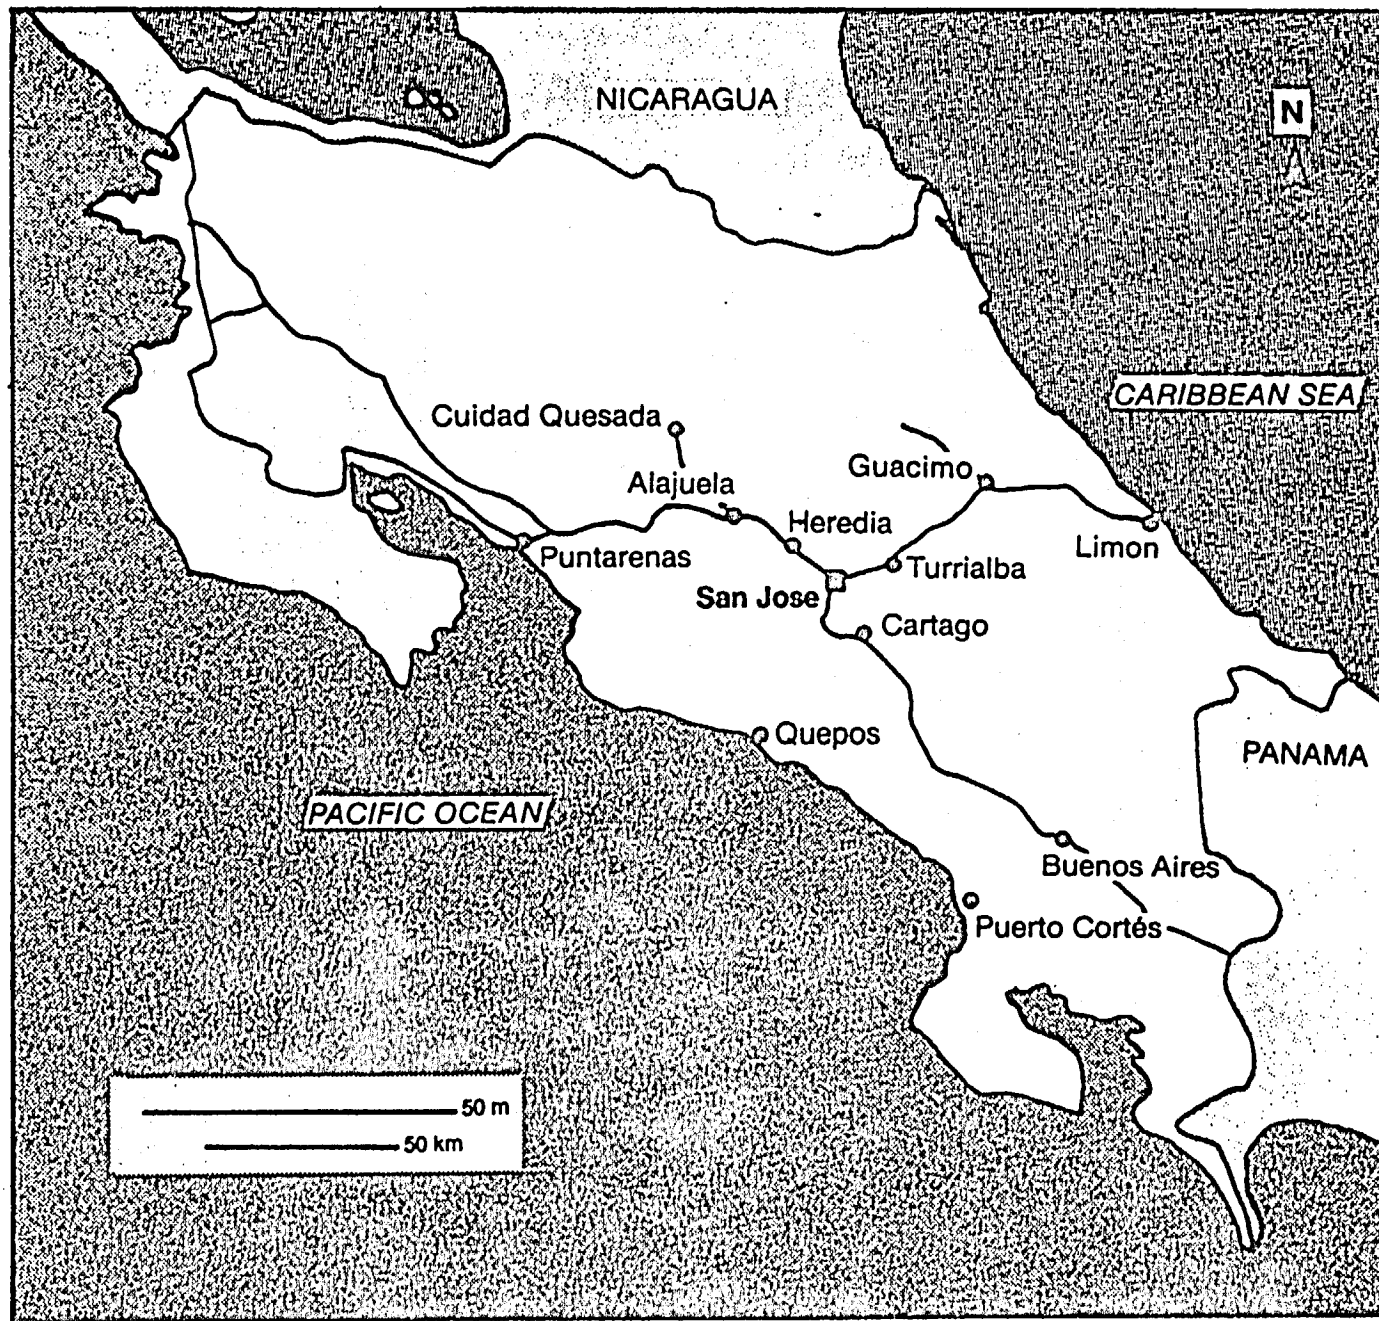 NICARAGUA
N
CARIBBEAN SEA
Cuidad Quesada
Guacimo
Alajuela
Heredia
Limon
Puntarenas
Turrialba
San Jose
Cartago
Quepos
PANAMA
PACIFIC OCEAN
Buenos Aires
Puerto Cortés
50 m
50 km